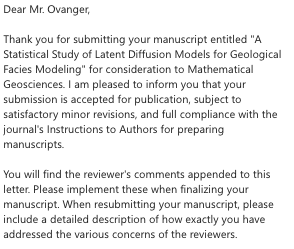 Dear Mr. Ovanger,
Thank you for submitting your manuscript entitled "A
Statistical Study of Latent Diffusion Models for Geological
Facies Modeling" for consideration to Mathematical
Geosciences. I am pleased to inform you that your
submission is accepted for publication, subject to
satisfactory minor revisions, and full compliance with the
journal's Instructions to Authors for preparing
manuscripts.
You will find the reviewer's comments appended to this
letter. Please implement these when finalizing your
manuscript. When resubmitting your manuscript, please
include a detailed description of how exactly you have
addressed the various concerns of the reviewers.